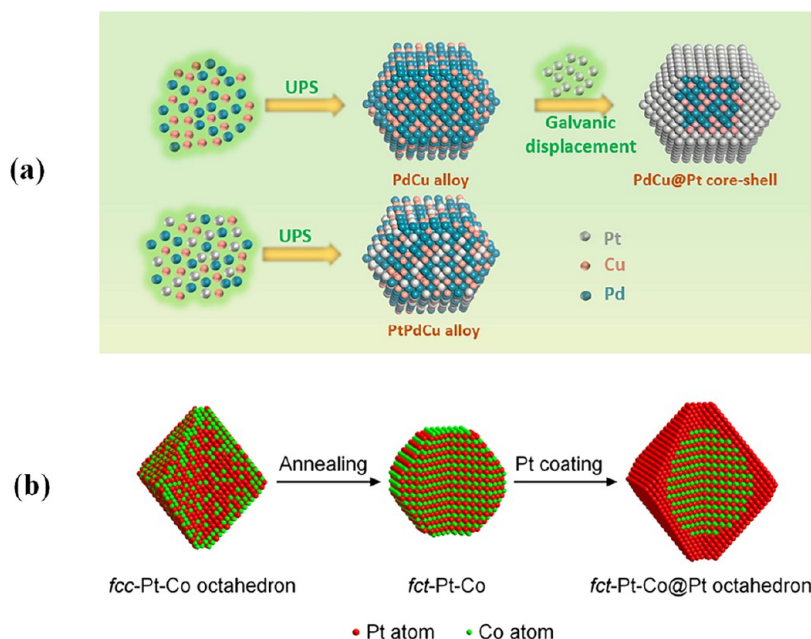 (a)
UPS
PdCu alloy
Galvanic
displacement
PdCu@Pt core-shell
UPS
PtPdCu alloy
Pt
Cu
Pd
(b)
Annealing
Pt coating
fcc-Pt-Co octahedron
fct-Pt-Co
fct-Pt-Co@Pt octahedron
Pt atom
Co atom